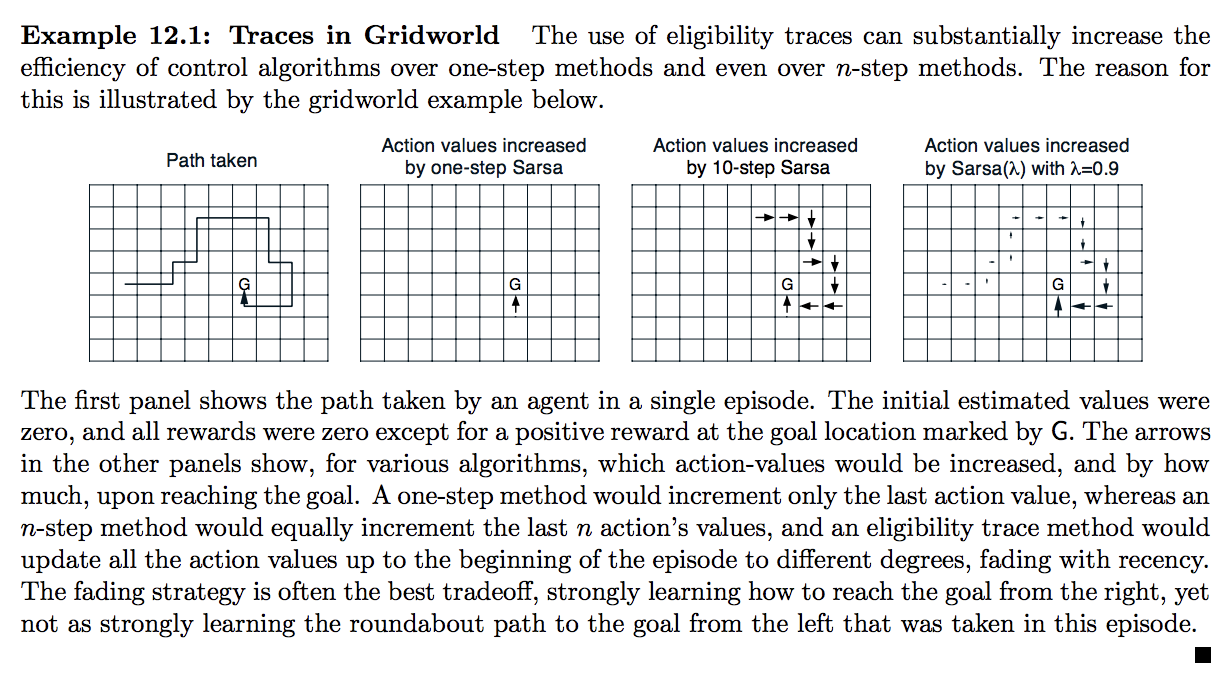 Example 12.1: Traces in Gridworld The use of eligibility traces can substantially increase the
efficiency of control algorithms over one-step methods and even over n-step methods. The reason for
this is illustrated by the gridworld example below.
Path taken
Action values increased
by one-step Sarsa
Action values increased
by 10-step Sarsa
Action values increased
by Sarsa(λ) with λ=0.9
G
G
G
G
The first panel shows the path taken by an agent in a single episode. The initial estimated values were
zero, and all rewards were zero except for a positive reward at the goal location marked by G. The arrows
in the other panels show, for various algorithms, which action-values would be increased, and by how
much, upon reaching the goal. A one-step method would increment only the last action value, whereas an
n-step method would equally increment the last n action's values, and an eligibility trace method would
update all the action values up to the beginning of the episode to different degrees, fading with recency.
The fading strategy is often the best tradeoff, strongly learning how to reach the goal from the right, yet
not as strongly learning the roundabout path to the goal from the left that was taken in this episode.